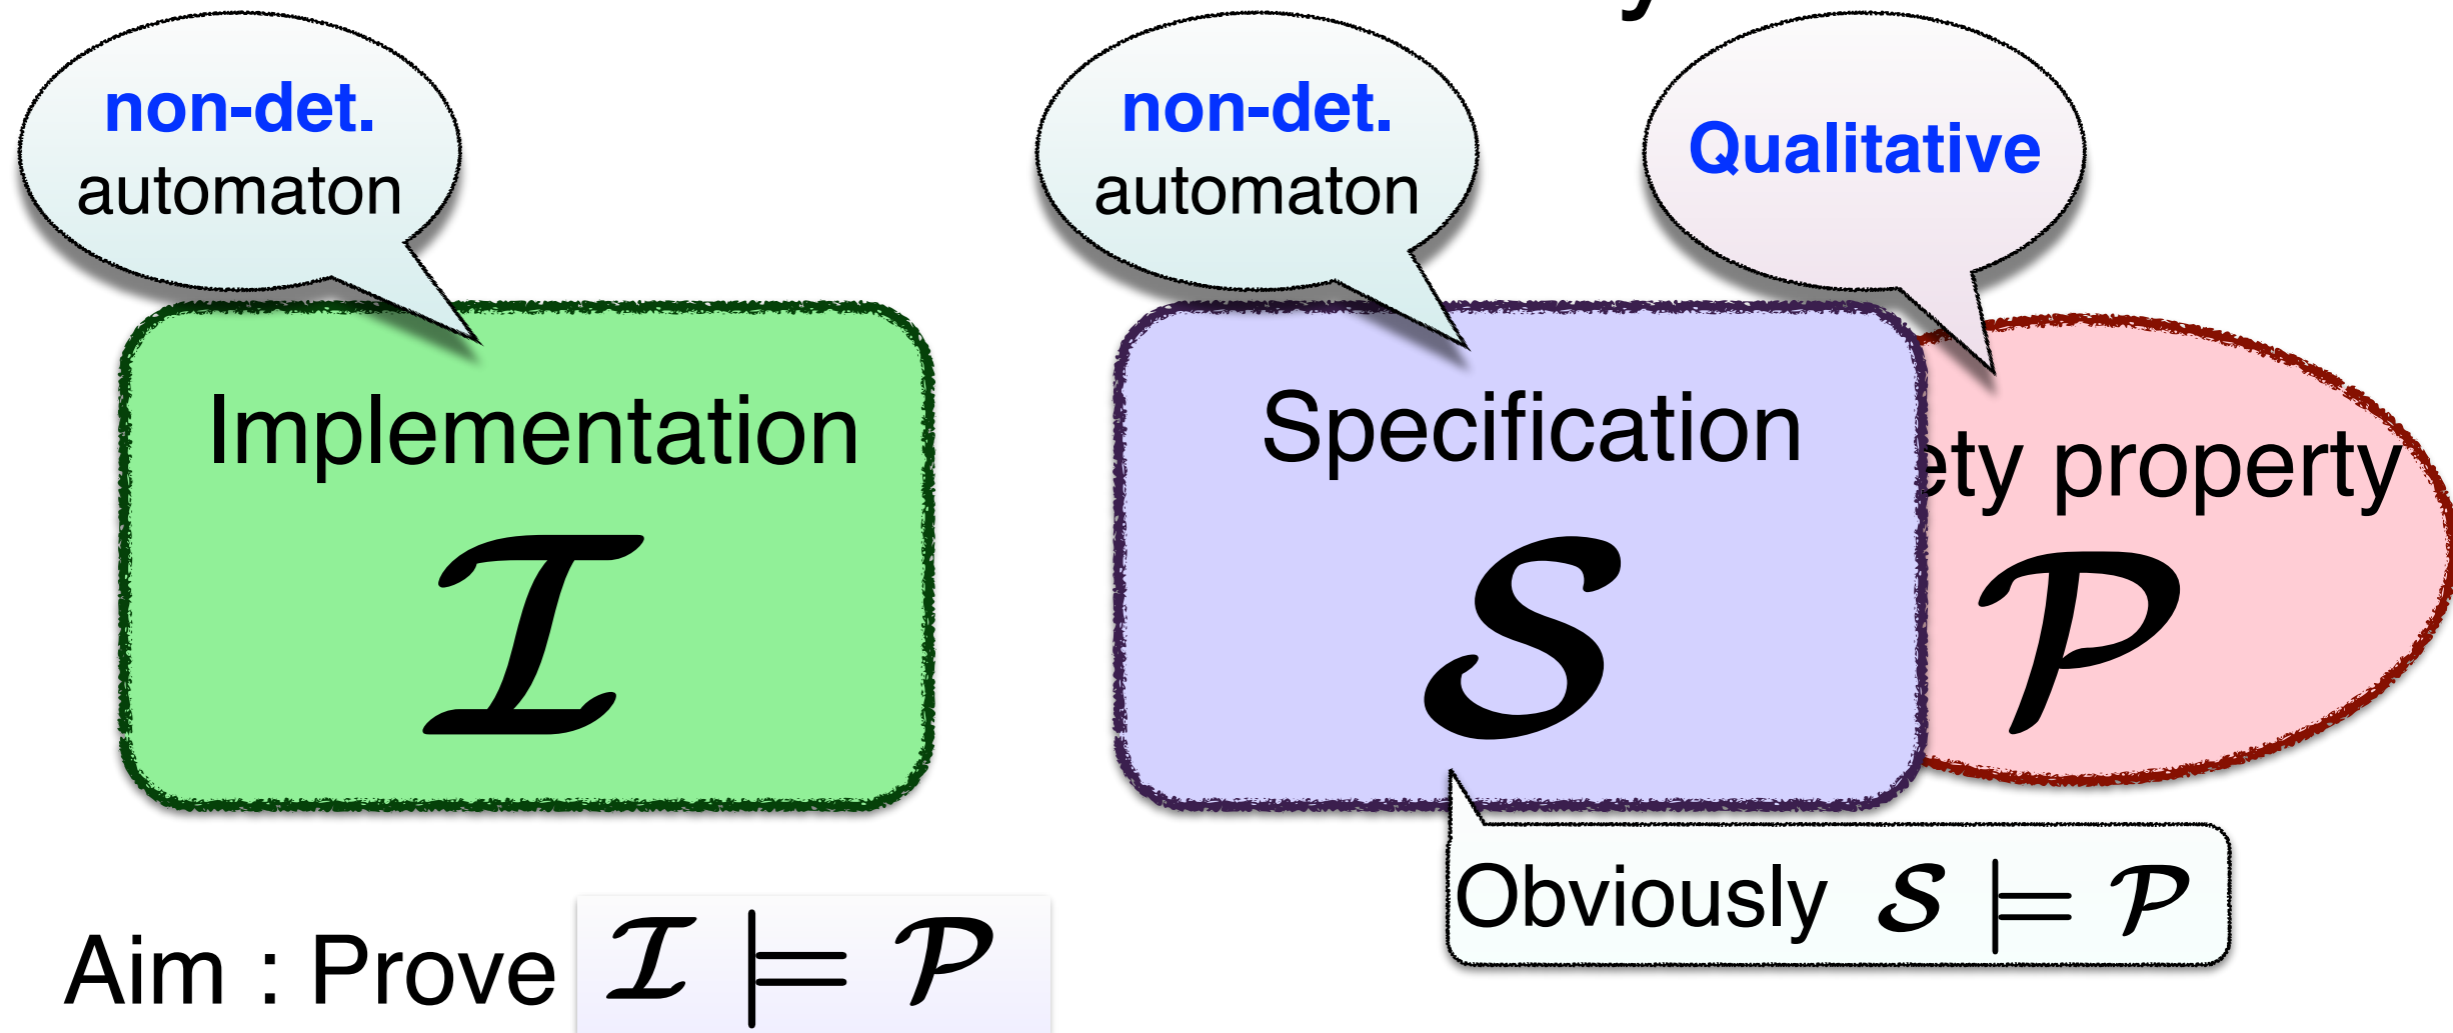 non-det.
automaton
non-det.
automaton
Qualitative
Implementation
ℐ
Specification
𝒮
ety property
𝒫
Obviously 𝒮 ⊨ 𝒫
Aim : Prove ℐ ⊨ 𝒫